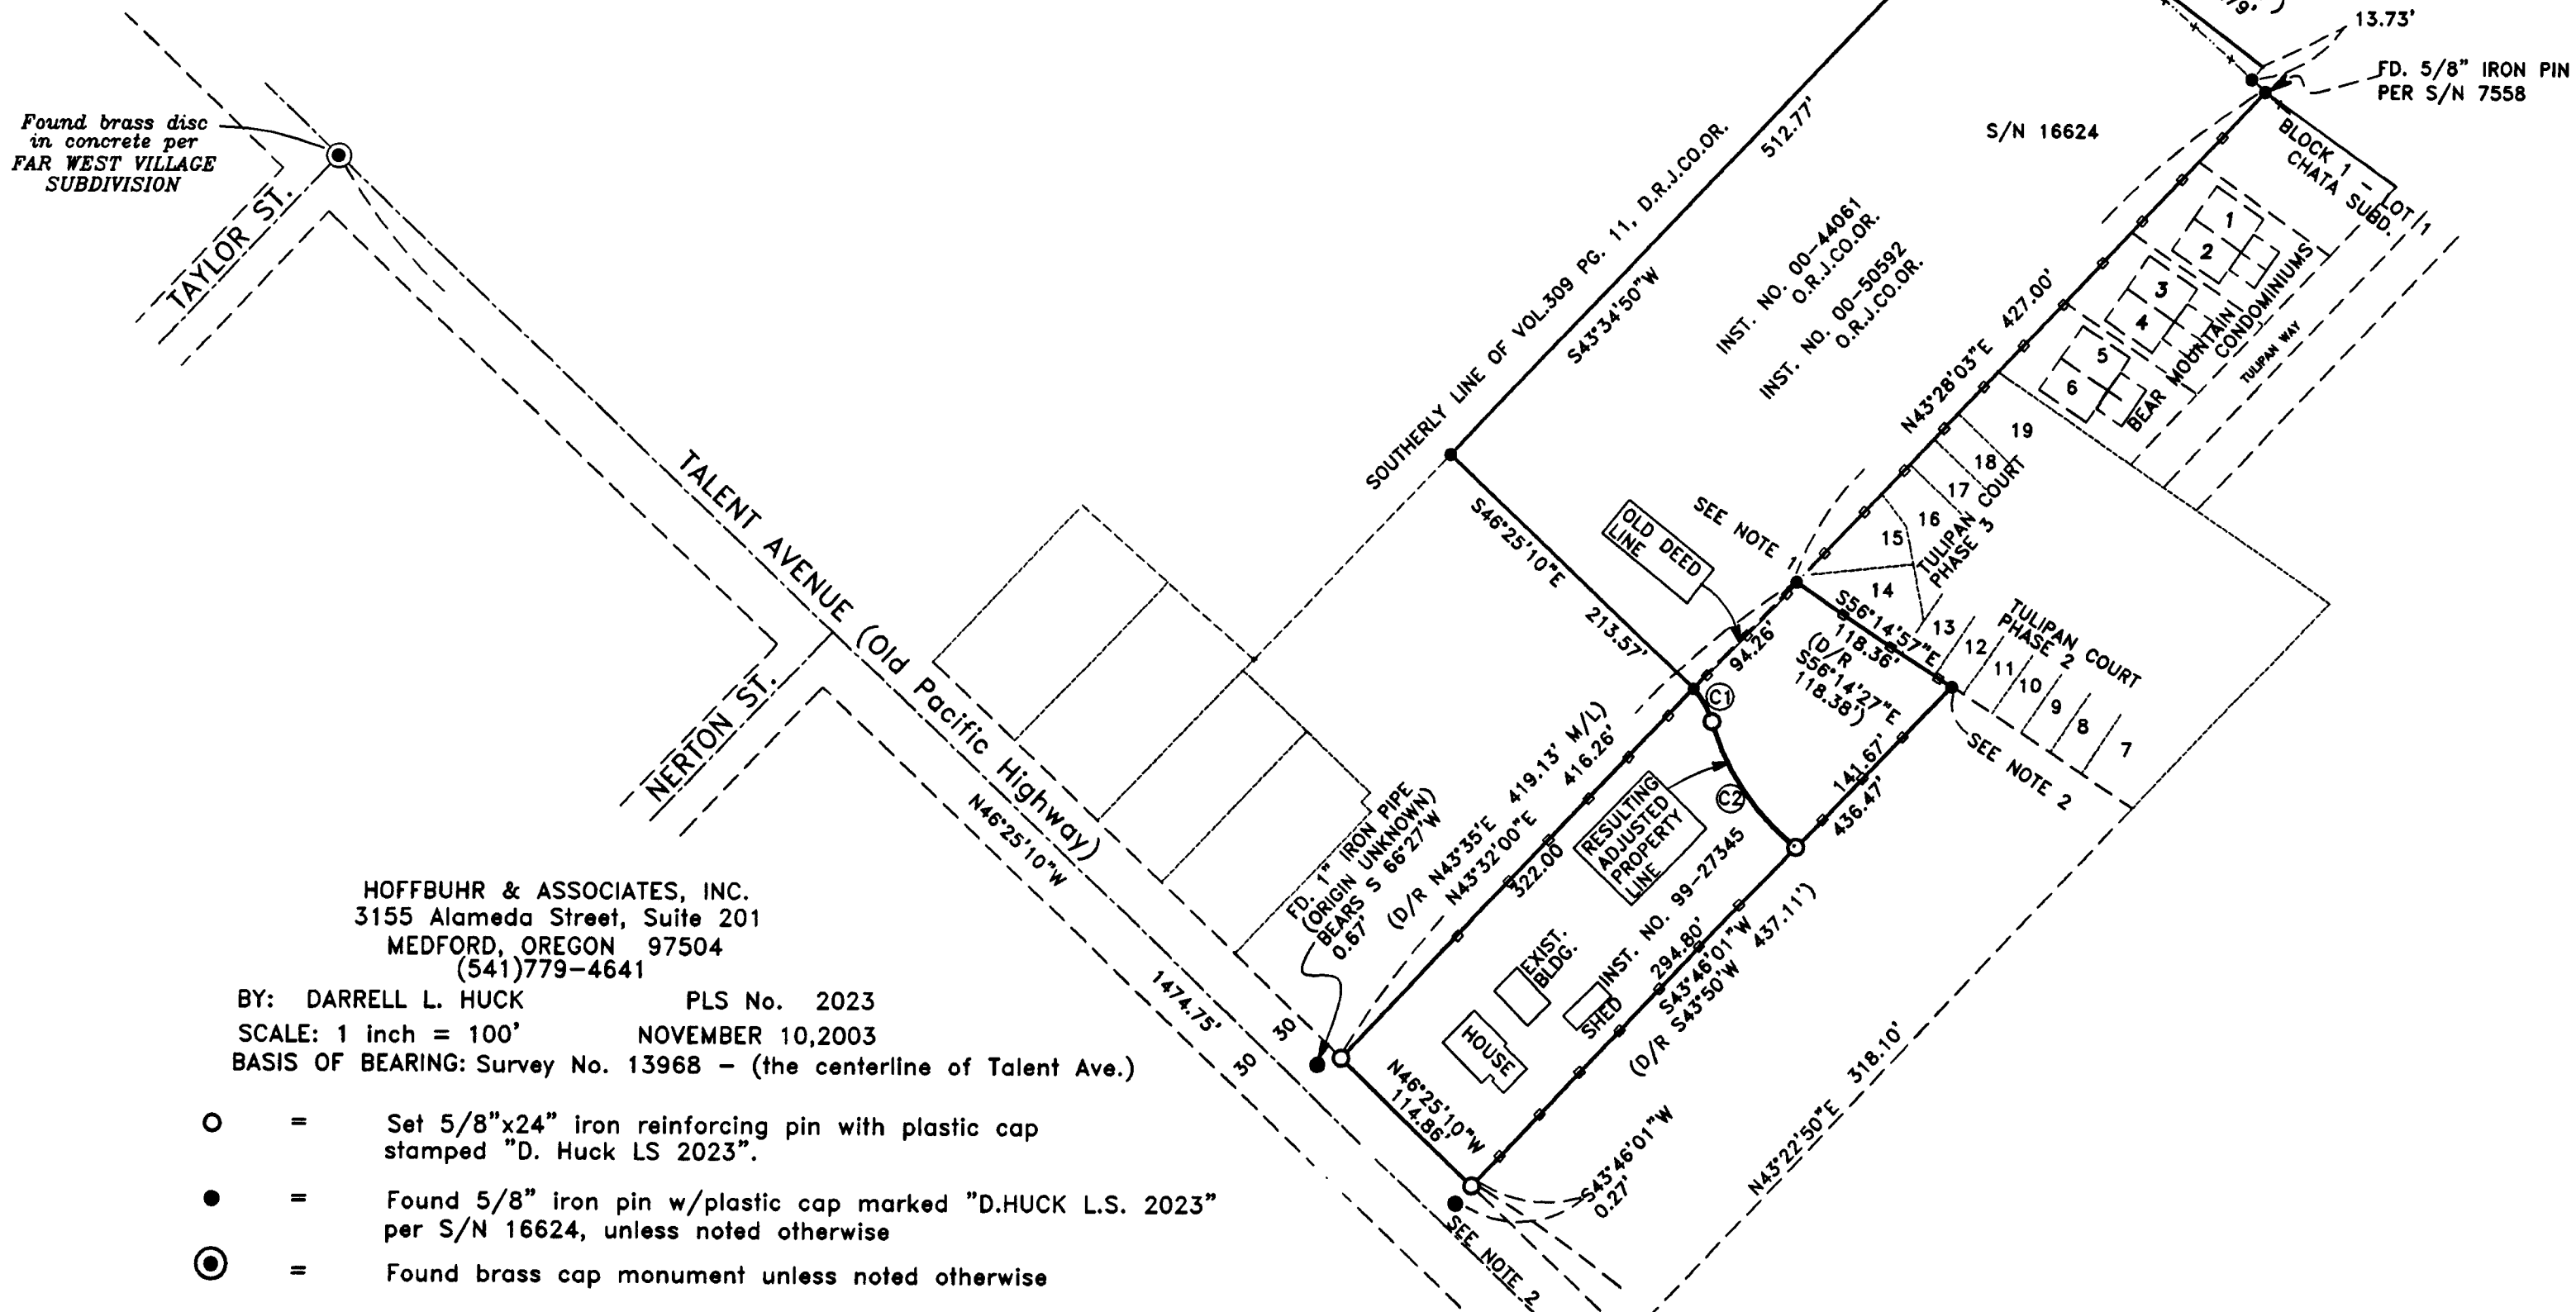 13.73'
FD. 5/8" IRON PIN
PER S/N 7558
Found brass disc
in concrete per
FAR WEST VILLAGE
SUBDIVISION
TAYLOR ST.
S/N 16624
BLOCK 1 –
CHATA SUBD.
LOT 1
512.77'
SOUTHERLY LINE OF VOL.309 PG. 11, D.R.J.CO.OR.
S43°34'50"W
INST. NO. 00-44061
O.R.J.CO.OR.
INST. NO. 00-50592
O.R.J.CO.OR.
N43°28'03"E 427.00'
1
2
3
4
5
6
BEAR MOUNTAIN
CONDOMINIUMS
TULIPAN WAY
19
18
17
16
15
14
TULIPAN COURT
PHASE 3
TALENT AVENUE (Old Pacific Highway)
NERTON ST.
N46°25'10"W
1474.75'
30
30
S46°25'10"E 213.57'
OLD DEED
LINE
SEE NOTE 1
94.26'
S56°14'57"E
118.36'
(D/R
S56°14'27"E
118.38')
13
12
11
10
9
8
7
TULIPAN COURT
PHASE 2
SEE NOTE 2
C1
C2
RESULTING
ADJUSTED
PROPERTY
LINE
141.67'
436.47'
(D/R N43°35'E 419.13' M/L)
N43°32'00"E 416.26'
322.00
FD. 1" IRON PIPE
(ORIGIN UNKNOWN)
BEARS S 66°27'W
0.67'
EXIST.
BLDG.
INST. NO. 99-27345
SHED
HOUSE
294.80'
S43°46'01"W
(D/R S43°50'W 437.11')
N46°25'10"W
114.86'
S43°46'01"W
0.27'
SEE NOTE 2
N43°22'50"E 318.10'
HOFFBUHR & ASSOCIATES, INC.
3155 Alameda Street, Suite 201
MEDFORD, OREGON 97504
(541)779-4641
BY: DARRELL L. HUCK PLS No. 2023
SCALE: 1 inch = 100' NOVEMBER 10,2003
BASIS OF BEARING: Survey No. 13968 – (the centerline of Talent Ave.)
= Set 5/8"x24" iron reinforcing pin with plastic cap
stamped "D. Huck LS 2023".
= Found 5/8" iron pin w/plastic cap marked "D.HUCK L.S. 2023"
per S/N 16624, unless noted otherwise
= Found brass cap monument unless noted otherwise